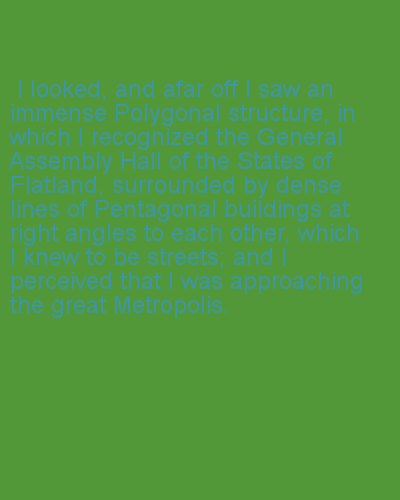 I looked, and afar off I saw an
immense Polygonal structure, in
which I recognized the General
Assembly Hall of the States of
Flatland, surrounded by dense
lines of Pentagonal buildings at
right angles to each other, which
I knew to be streets; and I
perceived that I was approaching
the great Metropolis.